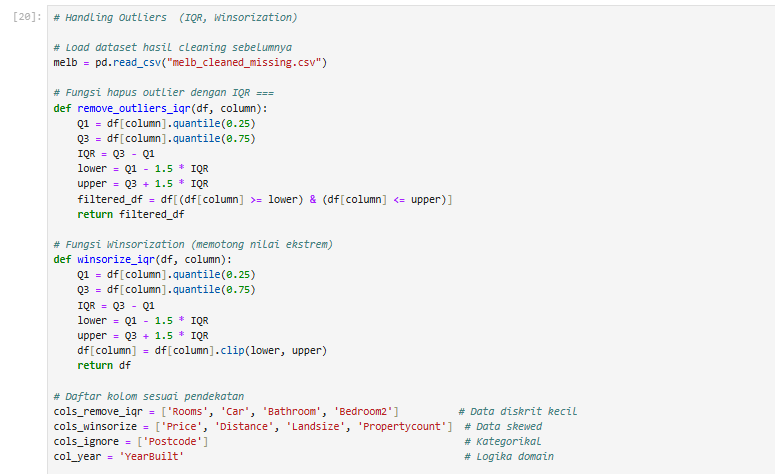 [20]: # Handling Outliers  (IQR, Winsorization)
# Load dataset hasil cleaning sebelumnya
melb = pd.read_csv("melb_cleaned_missing.csv")
# Fungsi hapus outlier dengan IQR ===
def remove_outliers_iqr(df, column):
    Q1 = df[column].quantile(0.25)
    Q3 = df[column].quantile(0.75)
    IQR = Q3 - Q1
    lower = Q1 - 1.5 * IQR
    upper = Q3 + 1.5 * IQR
    filtered_df = df[(df[column] >= lower) & (df[column] <= upper)]
    return filtered_df
# Fungsi Winsorization (memotong nilai ekstrem)
def winsorize_iqr(df, column):
    Q1 = df[column].quantile(0.25)
    Q3 = df[column].quantile(0.75)
    IQR = Q3 - Q1
    lower = Q1 - 1.5 * IQR
    upper = Q3 + 1.5 * IQR
    df[column] = df[column].clip(lower, upper)
    return df
# Daftar kolom sesuai pendekatan
cols_remove_iqr = ['Rooms', 'Car', 'Bathroom', 'Bedroom2']          # Data diskrit kecil
cols_winsorize = ['Price', 'Distance', 'Landsize', 'Propertycount']  # Data skewed
cols_ignore = ['Postcode']                                           # Kategorikal
col_year = 'YearBuilt'                                               # Logika domain